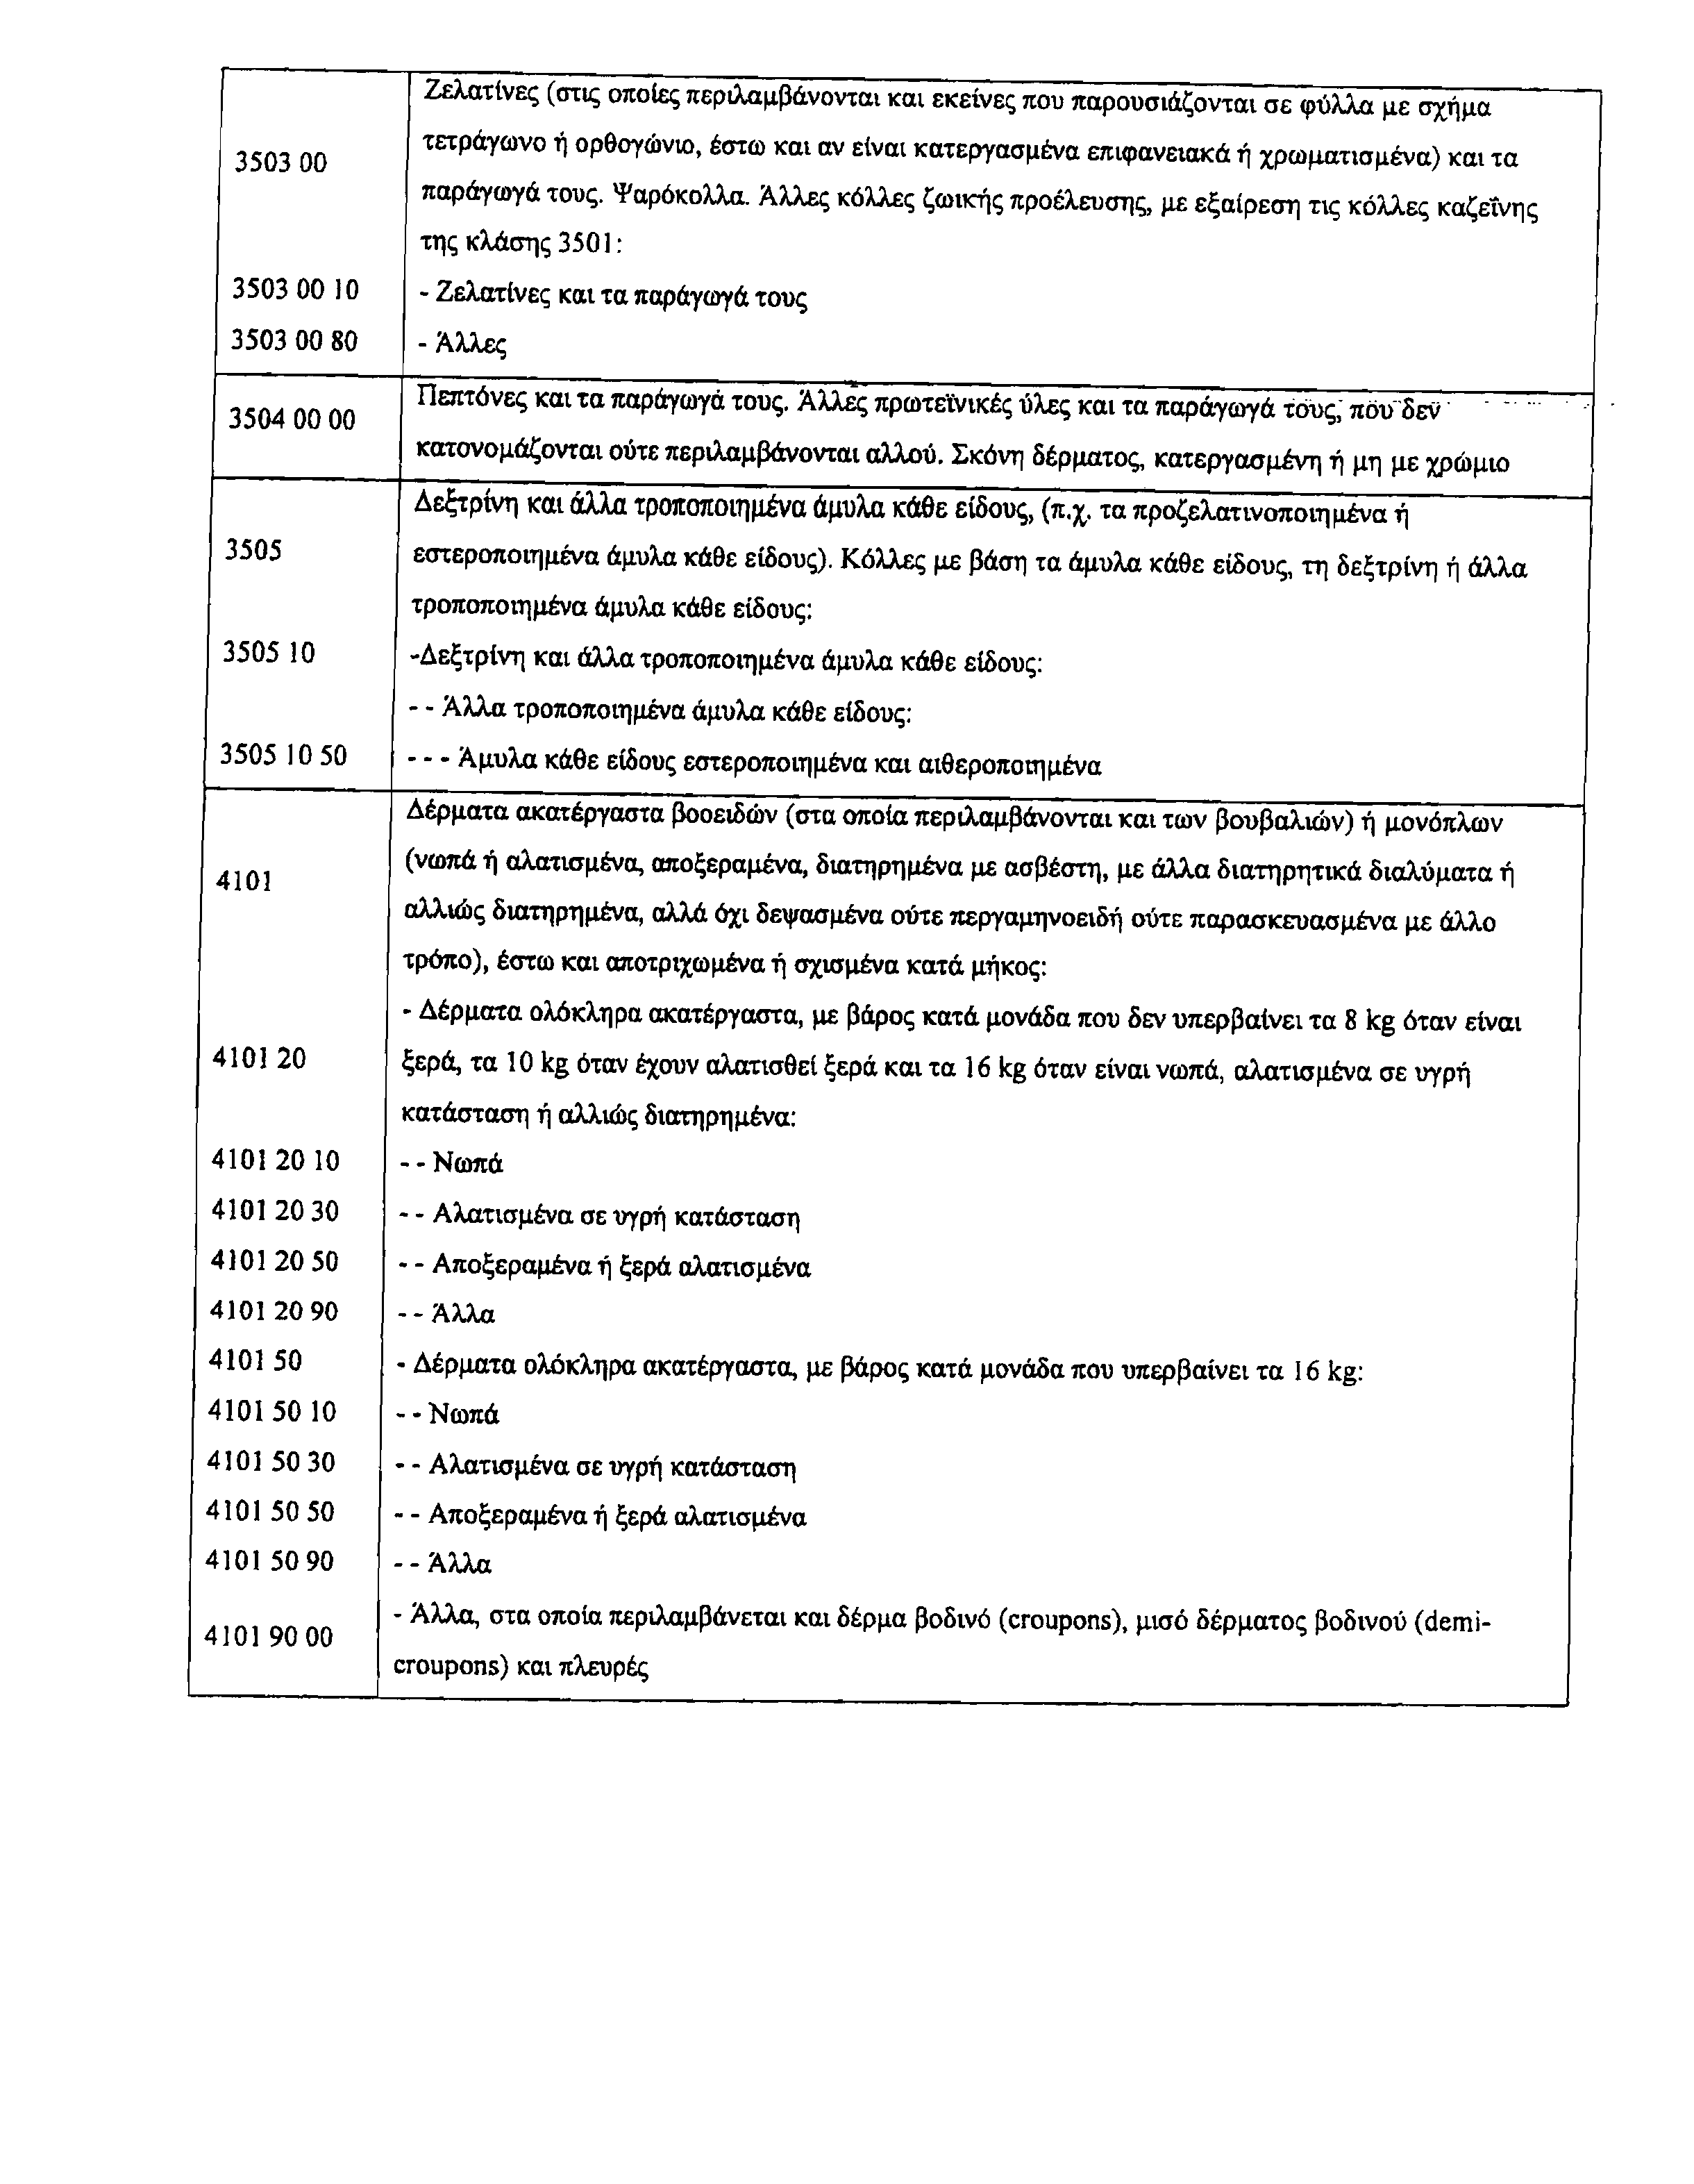 Ζελατίνες (στις οποίες περιλαμβάνονται και εκείνες που παρουσιάζονται σε φύλλα με σχήμα
τετράγωνο ή ορθογώνιο, έστω και αν είναι κατεργασμένα επιφανειακά ή χρωματισμένα) και τα
3503 00
παράγωγά τους. Ψαρόκολλα. Άλλες κόλλες ζωικής προέλευσης, με εξαίρεση τις κόλλες καζεΐνης
της κλάσης 3501:
3503 00 10 - Ζελατίνες και τα παράγωγά τους
3503 00 80 - Άλλες
Πεπτόνες και τα παράγωγά τους. Άλλες πρωτεϊνικές ύλες και τα παράγωγά τους, που δεν
3504 00 00
κατονομάζονται ούτε περιλαμβάνονται αλλού. Σκόνη δέρματος, κατεργασμένη ή μη με χρώμιο
Δεξτρίνη και άλλα τροποποιημένα άμυλα κάθε είδους, (π.χ. τα προζελατινοποιημένα ή
3505 εστεροποιημένα άμυλα κάθε είδους). Κόλλες με βάση τα άμυλα κάθε είδους, τη δεξτρίνη ή άλλα
τροποποιημένα άμυλα κάθε είδους:
3505 10 -Δεξτρίνη και άλλα τροποποιημένα άμυλα κάθε είδους:
- - Άλλα τροποποιημένα άμυλα κάθε είδους:
3505 10 50 - - - Άμυλα κάθε είδους εστεροποιημένα και αιθεροποιημένα
Δέρματα ακατέργαστα βοοειδών (στα οποία περιλαμβάνονται και των βουβαλιών) ή μονόπλων
(νωπά ή αλατισμένα, αποξεραμένα, διατηρημένα με ασβέστη, με άλλα διατηρητικά διαλύματα ή
4101
αλλιώς διατηρημένα, αλλά όχι δεψασμένα ούτε περγαμηνοειδή ούτε παρασκευασμένα με άλλο
τρόπο), έστω και αποτριχωμένα ή σχισμένα κατά μήκος:
- Δέρματα ολόκληρα ακατέργαστα, με βάρος κατά μονάδα που δεν υπερβαίνει τα 8 kg όταν είναι
4101 20 ξερά, τα 10 kg όταν έχουν αλατισθεί ξερά και τα 16 kg όταν είναι νωπά, αλατισμένα σε υγρή
κατάσταση ή αλλιώς διατηρημένα:
4101 20 10 - - Νωπά
4101 20 30 - - Αλατισμένα σε υγρή κατάσταση
4101 20 50 - - Αποξεραμένα ή ξερά αλατισμένα
4101 20 90 - - Άλλα
4101 50 - Δέρματα ολόκληρα ακατέργαστα, με βάρος κατά μονάδα που υπερβαίνει τα 16 kg:
4101 50 10 - - Νωπά
4101 50 30 - - Αλατισμένα σε υγρή κατάσταση
4101 50 50 - - Αποξεραμένα ή ξερά αλατισμένα
4101 50 90 - - Άλλα
- Άλλα, στα οποία περιλαμβάνεται και δέρμα βοδινό (croupons), μισό δέρματος βοδινού (demi-
4101 90 00
croupons) και πλευρές